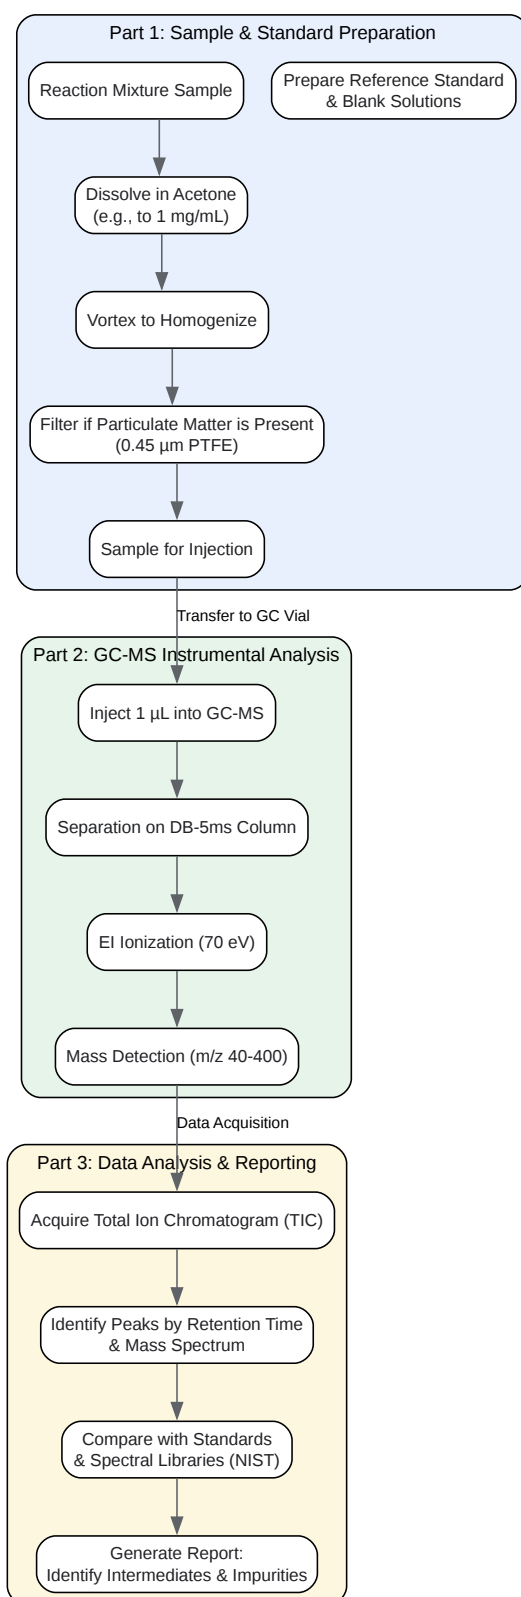 Part 1: Sample & Standard Preparation
Reaction Mixture Sample
Prepare Reference Standard
& Blank Solutions
Dissolve in Acetone
(e.g., to 1 mg/mL)
Vortex to Homogenize
Filter if Particulate Matter is Present
(0.45 µm PTFE)
Sample for Injection
Transfer to GC Vial
Part 2: GC-MS Instrumental Analysis
Inject 1 µL into GC-MS
Separation on DB-5ms Column
EI Ionization (70 eV)
Mass Detection (m/z 40-400)
Data Acquisition
Part 3: Data Analysis & Reporting
Acquire Total Ion Chromatogram (TIC)
Identify Peaks by Retention Time
& Mass Spectrum
Compare with Standards
& Spectral Libraries (NIST)
Generate Report:
Identify Intermediates & Impurities